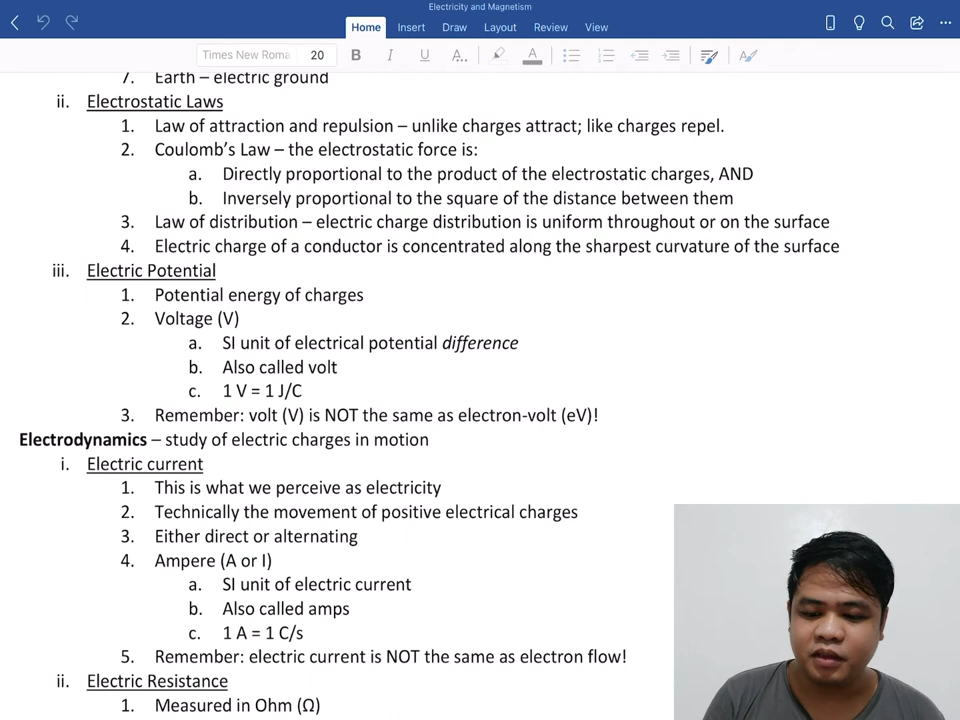 Electricity and Magnetism
Home Insert Draw Layout Review View
Times New Roma 20 B I U A...
7. Earth – electric ground
ii. Electrostatic Laws
1. Law of attraction and repulsion – unlike charges attract; like charges repel.
2. Coulomb's Law – the electrostatic force is:
a. Directly proportional to the product of the electrostatic charges, AND
b. Inversely proportional to the square of the distance between them
3. Law of distribution – electric charge distribution is uniform throughout or on the surface
4. Electric charge of a conductor is concentrated along the sharpest curvature of the surface
iii. Electric Potential
1. Potential energy of charges
2. Voltage (V)
a. SI unit of electrical potential difference
b. Also called volt
c. 1 V = 1 J/C
3. Remember: volt (V) is NOT the same as electron-volt (eV)!
Electrodynamics – study of electric charges in motion
i. Electric current
1. This is what we perceive as electricity
2. Technically the movement of positive electrical charges
3. Either direct or alternating
4. Ampere (A or I)
a. SI unit of electric current
b. Also called amps
c. 1 A = 1 C/s
5. Remember: electric current is NOT the same as electron flow!
ii. Electric Resistance
1. Measured in Ohm (Ω)